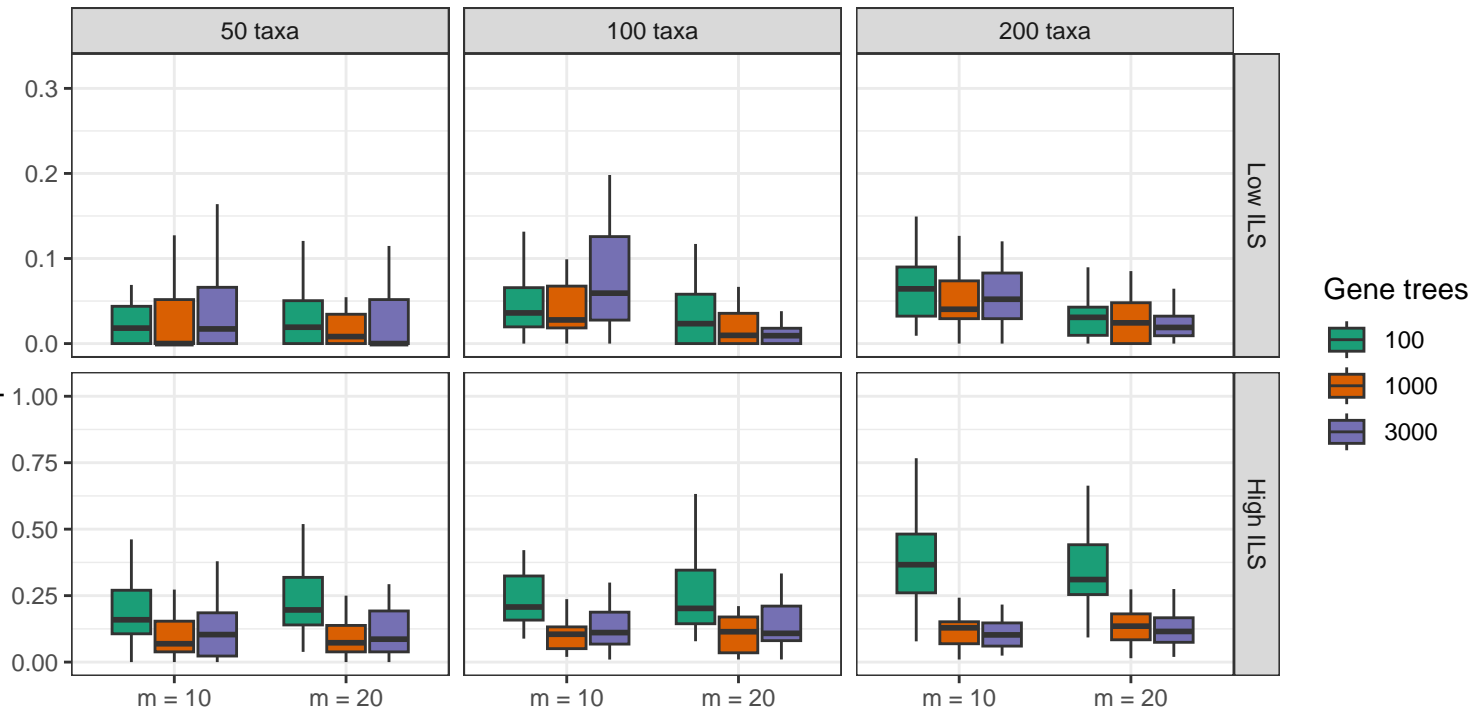 50 taxa
100 taxa
200 taxa
0.3
0.2
0.1
0.0
Low ILS
1.00
0.75
0.50
0.25
0.00
High ILS
m = 10
m = 20
m = 10
m = 20
m = 10
m = 20
Gene trees
100
1000
3000